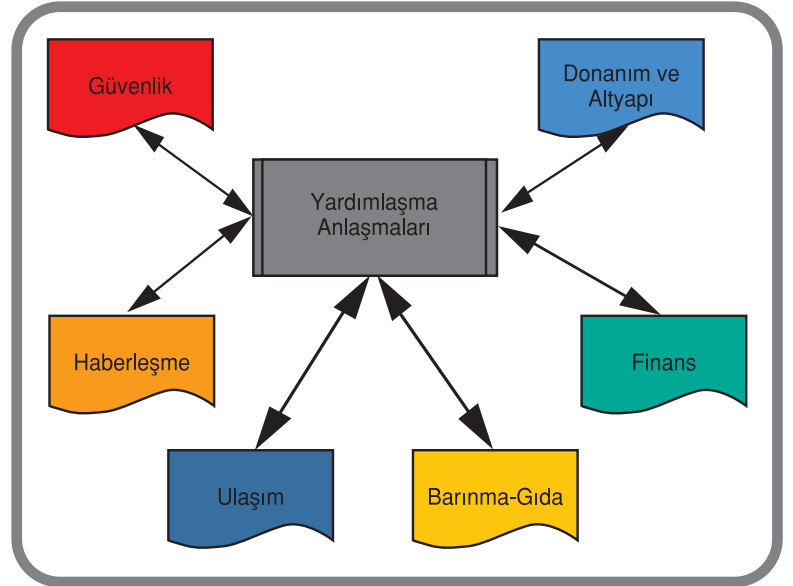 Güvenlik
Donanım ve
Altyapı
Yardımlaşma
Anlaşmaları
Haberleşme
Finans
Ulaşım
Barınma-Gıda